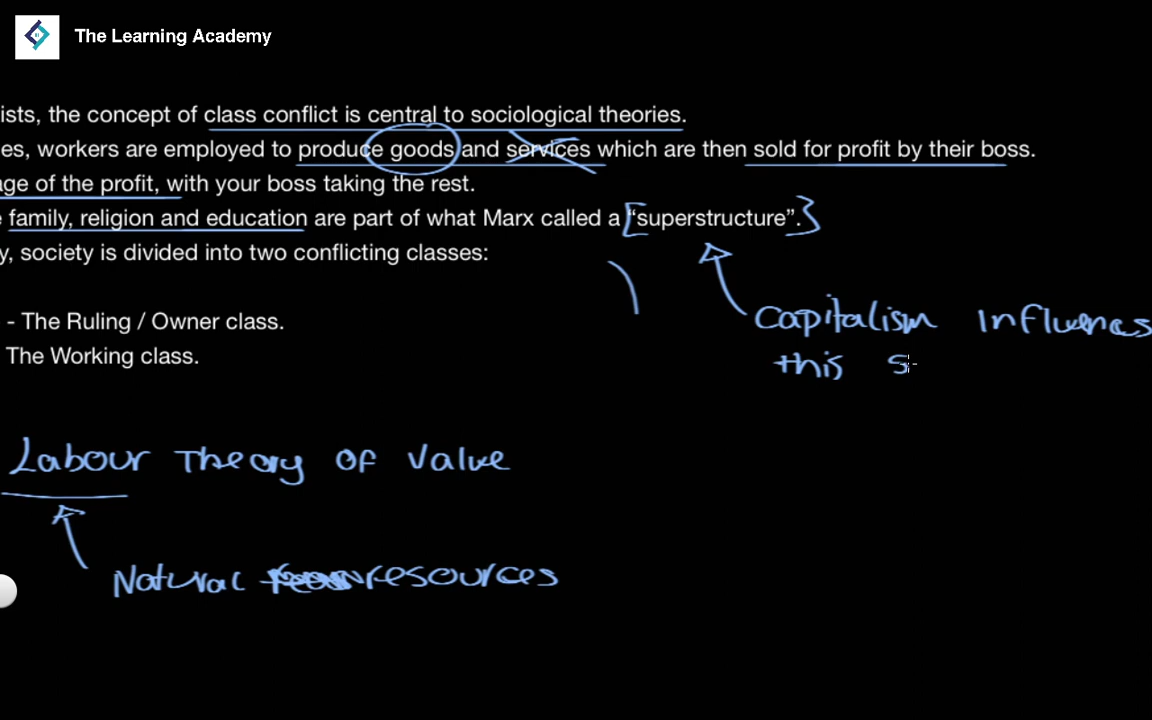 The Learning Academy
ists, the concept of class conflict is central to sociological theories.
es, workers are employed to produce goods and services which are then sold for profit by their boss.
age of the profit, with your boss taking the rest.
e family, religion and education are part of what Marx called a “superstructure”.
y, society is divided into two conflicting classes:
- The Ruling / Owner class.
The Working class.
Capitalism Influences
this s
Labour Theory of Value
Natural resources